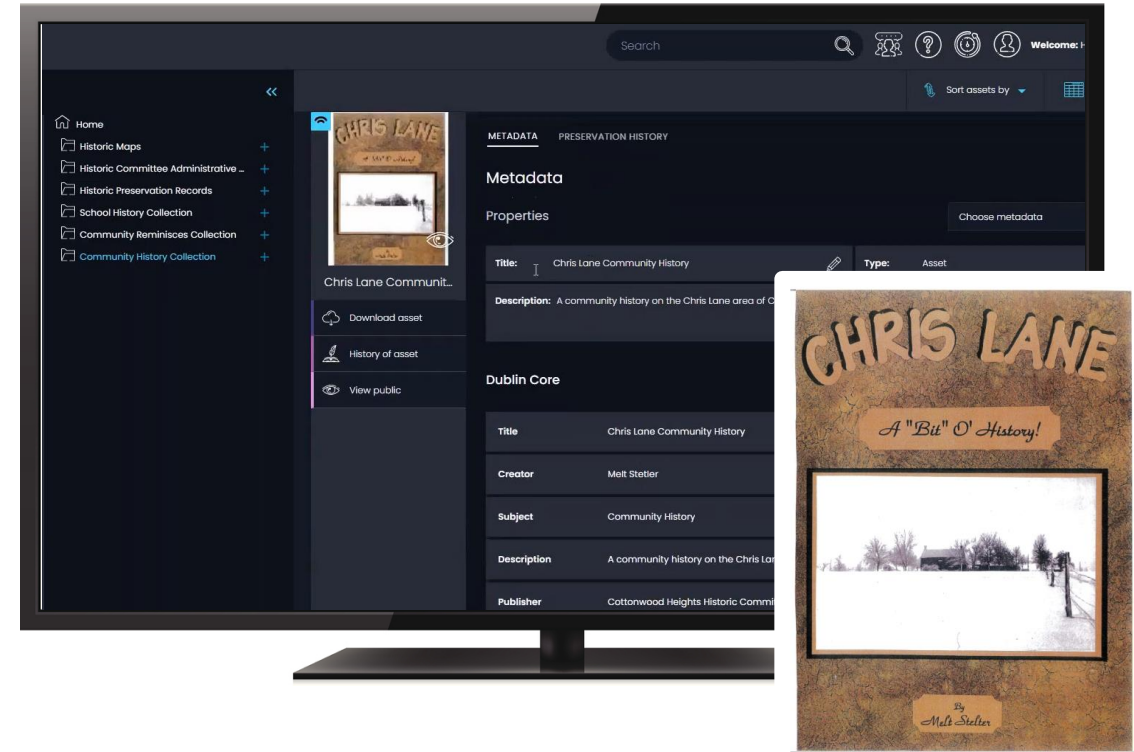 Search
Welcome: H
Sort assets by
Home
Historic Maps
Historic Committee Administrative ...
Historic Preservation Records
School History Collection
Community Reminisces Collection
Community History Collection
CHRIS LANE
Chris Lane Communit...
Download asset
History of asset
View public
METADATA PRESERVATION HISTORY
Metadata
Properties
Choose metadata
Title: Chris Lane Community History
Type: Asset
Description: A community history on the Chris Lane area of C
Dublin Core
Title Chris Lane Community History
Creator Melt Stetler
Subject Community History
Description A community history on the Chris Lan
Publisher Cottonwood Heights Historic Commi
CHRIS LANE
A "Bit" O' History!
By
Melt Stelter